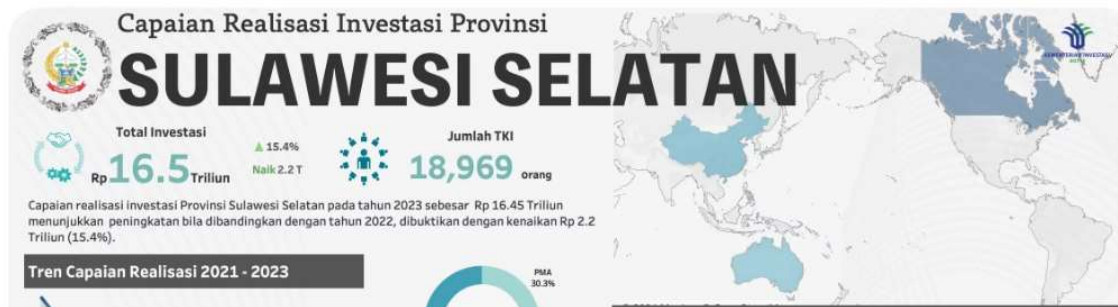 Capaian Realisasi Investasi Provinsi
SULAWESI SELATAN
KEMENTERIAN INVESTASI/
BKPM
Total Investasi
Rp 16.5 Triliun
▲ 15.4%
Naik 2.2 T
Jumlah TKI
18,969 orang
Capaian realisasi investasi Provinsi Sulawesi Selatan pada tahun 2023 sebesar Rp 16.45 Triliun
menunjukkan peningkatan bila dibandingkan dengan tahun 2022, dibuktikan dengan kenaikan Rp 2.2
Triliun (15.4%).
Tren Capaian Realisasi 2021 - 2023
PMA
30.3%